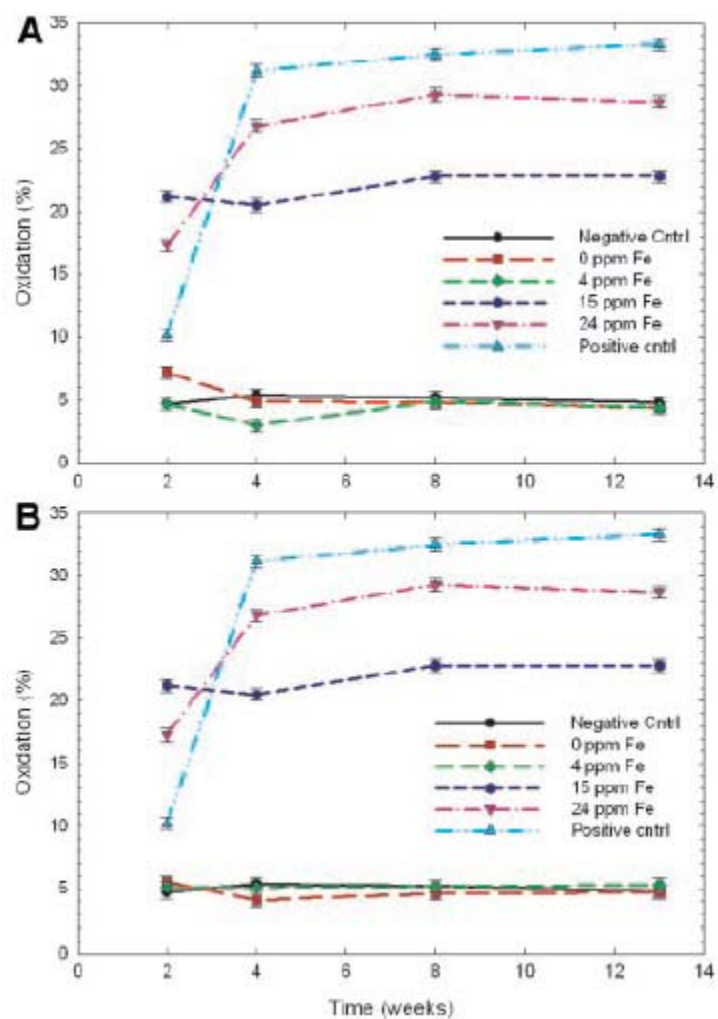 A
35
30
25
20
15
10
5
0
Oxidation (%)
Negative Cntrl
0 ppm Fe
4 ppm Fe
15 ppm Fe
24 ppm Fe
Positive cntrl
0 2 4 6 8 10 12 14
B
35
30
25
20
15
10
5
0
Oxidation (%)
Negative Cntrl
0 ppm Fe
4 ppm Fe
15 ppm Fe
24 ppm Fe
Positive cntrl
0 2 4 6 8 10 12 14
Time (weeks)